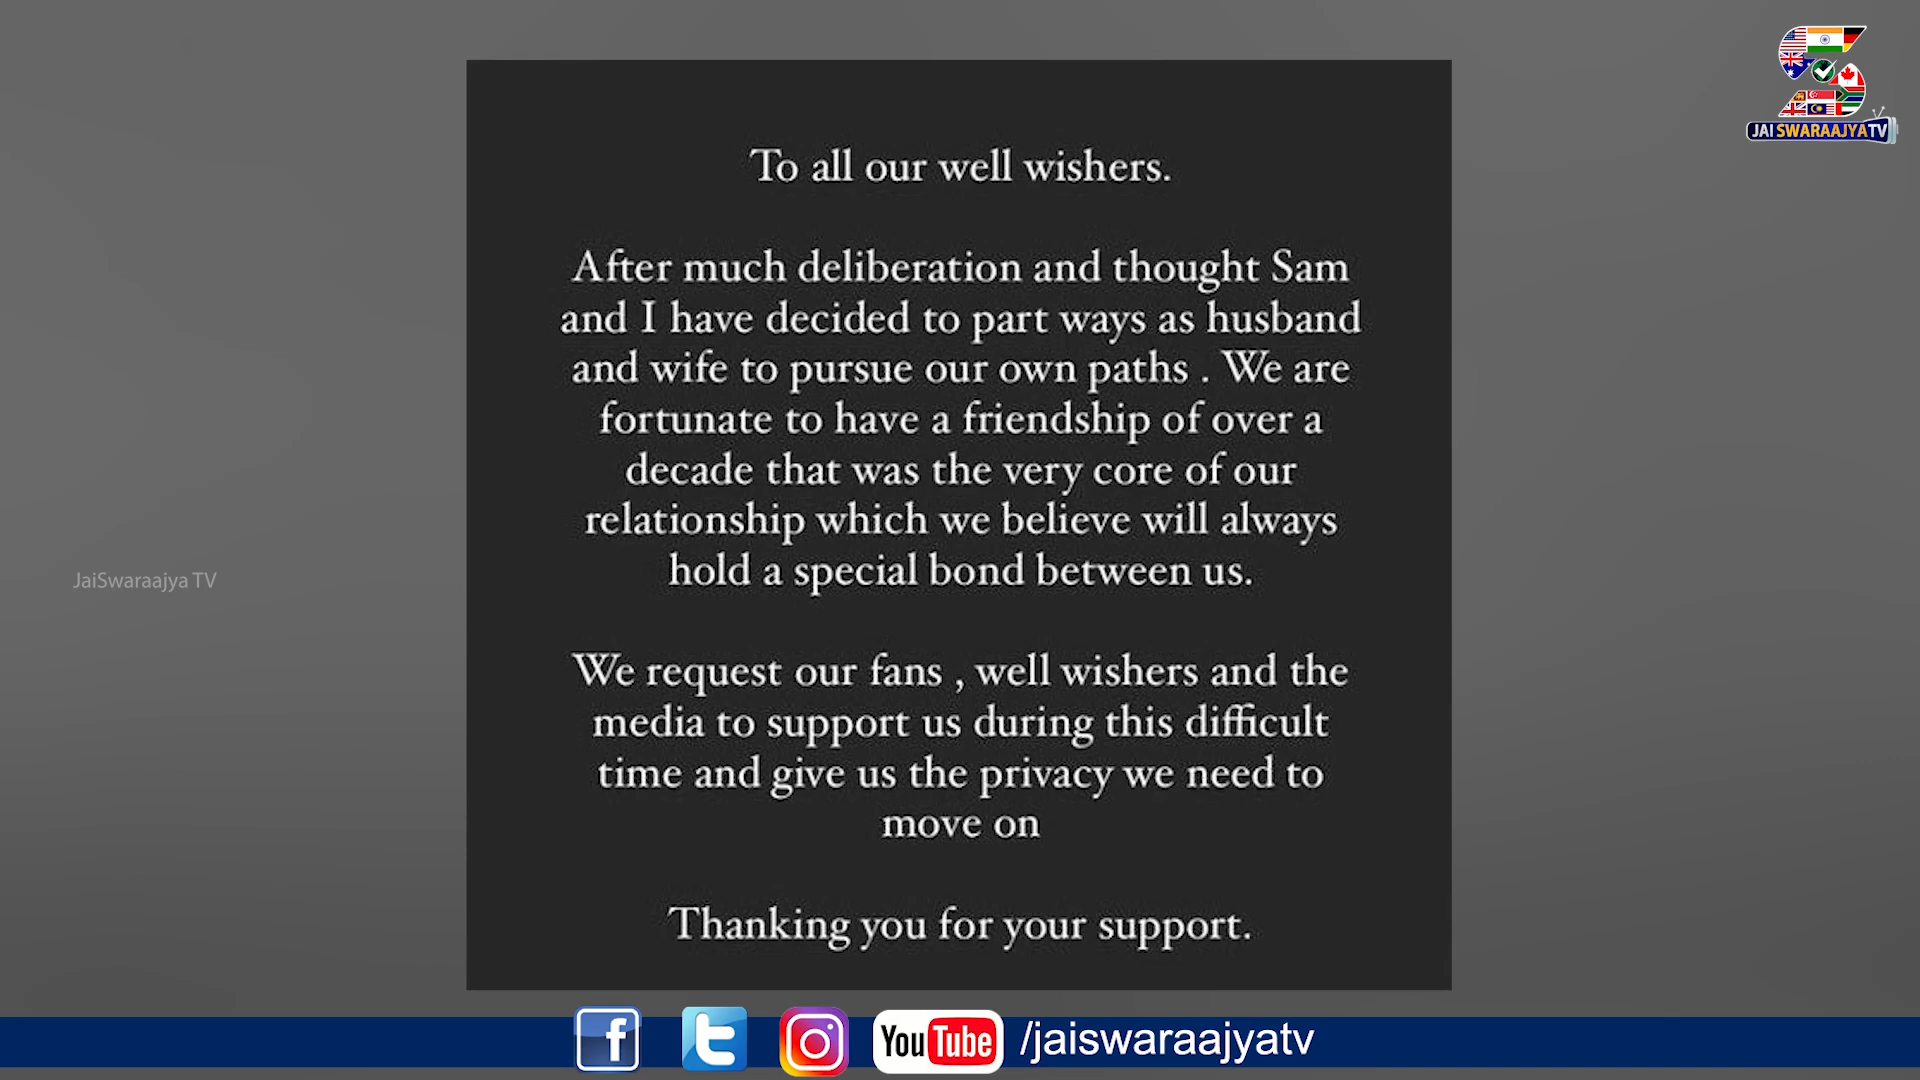 JAI SWARAAJYA TV
To all our well wishers.
After much deliberation and thought Sam
and I have decided to part ways as husband
and wife to pursue our own paths . We are
fortunate to have a friendship of over a
decade that was the very core of our
relationship which we believe will always
hold a special bond between us.
JaiSwaraajya TV
We request our fans , well wishers and the
media to support us during this difficult
time and give us the privacy we need to
move on
Thanking you for your support.
YouTube /jaiswaraajyatv